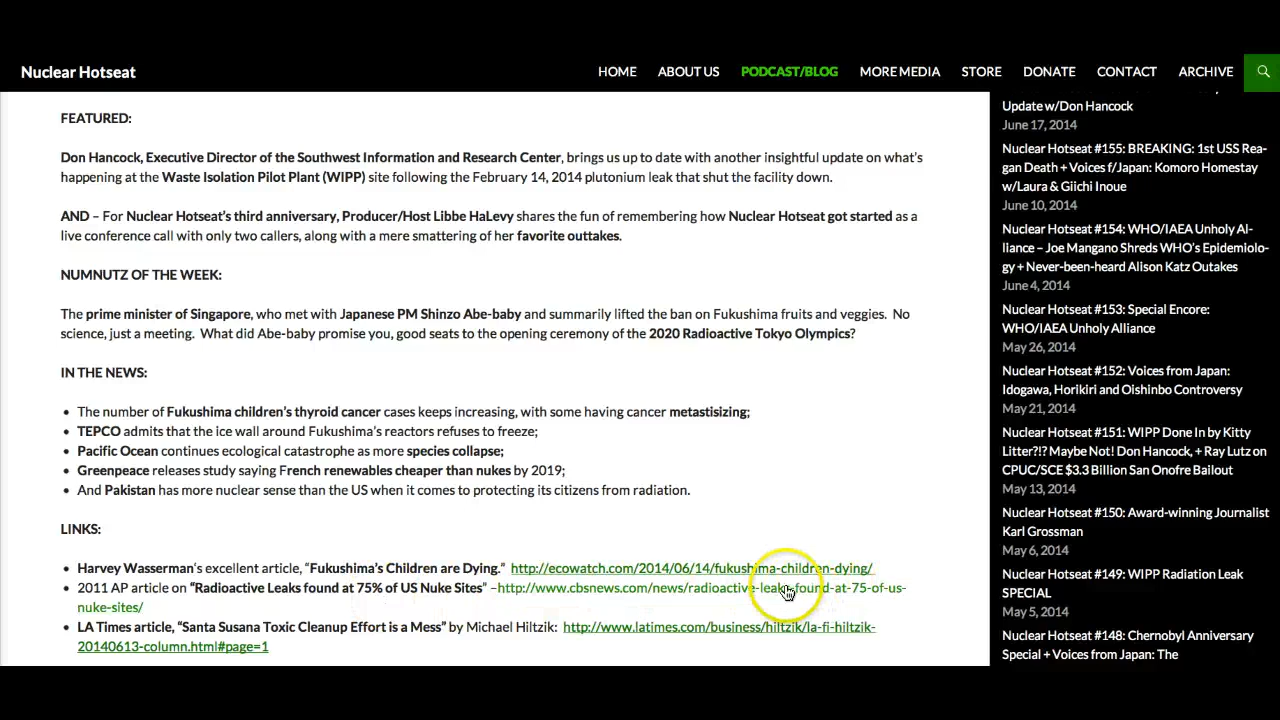 Nuclear Hotseat
HOME ABOUT US PODCAST/BLOG MORE MEDIA STORE DONATE CONTACT ARCHIVE
FEATURED:
Don Hancock, Executive Director of the Southwest Information and Research Center, brings us up to date with another insightful update on what's
happening at the Waste Isolation Pilot Plant (WIPP) site following the February 14, 2014 plutonium leak that shut the facility down.
AND – For Nuclear Hotseat's third anniversary, Producer/Host Libbe HaLevy shares the fun of remembering how Nuclear Hotseat got started as a
live conference call with only two callers, along with a mere smattering of her favorite outtakes.
NUMNUTZ OF THE WEEK:
The prime minister of Singapore, who met with Japanese PM Shinzo Abe-baby and summarily lifted the ban on Fukushima fruits and veggies. No
science, just a meeting. What did Abe-baby promise you, good seats to the opening ceremony of the 2020 Radioactive Tokyo Olympics?
IN THE NEWS:
• The number of Fukushima children's thyroid cancer cases keeps increasing, with some having cancer metastisizing;
• TEPCO admits that the ice wall around Fukushima's reactors refuses to freeze;
• Pacific Ocean continues ecological catastrophe as more species collapse;
• Greenpeace releases study saying French renewables cheaper than nukes by 2019;
• And Pakistan has more nuclear sense than the US when it comes to protecting its citizens from radiation.
LINKS:
• Harvey Wasserman's excellent article, "Fukushima's Children are Dying." http://ecowatch.com/2014/06/14/fukushima-children-dying/
• 2011 AP article on "Radioactive Leaks found at 75% of US Nuke Sites" –http://www.cbsnews.com/news/radioactive-leaks-found-at-75-of-us-
nuke-sites/
• LA Times article, "Santa Susana Toxic Cleanup Effort is a Mess" by Michael Hiltzik: http://www.latimes.com/business/hiltzik/la-fi-hiltzik-
20140613-column.html#page=1
Update w/Don Hancock
June 17, 2014
Nuclear Hotseat #155: BREAKING: 1st USS Rea-
gan Death + Voices f/Japan: Komoro Homestay
w/Laura & Giichi Inoue
June 10, 2014
Nuclear Hotseat #154: WHO/IAEA Unholy Al-
liance – Joe Mangano Shreds WHO's Epidemiolo-
gy + Never-been-heard Alison Katz Outakes
June 4, 2014
Nuclear Hotseat #153: Special Encore:
WHO/IAEA Unholy Alliance
May 26, 2014
Nuclear Hotseat #152: Voices from Japan:
Idogawa, Horikiri and Oishinbo Controversy
May 21, 2014
Nuclear Hotseat #151: WIPP Done In by Kitty
Litter?!? Maybe Not! Don Hancock, + Ray Lutz on
CPUC/SCE $3.3 Billion San Onofre Bailout
May 13, 2014
Nuclear Hotseat #150: Award-winning Journalist
Karl Grossman
May 6, 2014
Nuclear Hotseat #149: WIPP Radiation Leak
SPECIAL
May 5, 2014
Nuclear Hotseat #148: Chernobyl Anniversary
Special + Voices from Japan: The